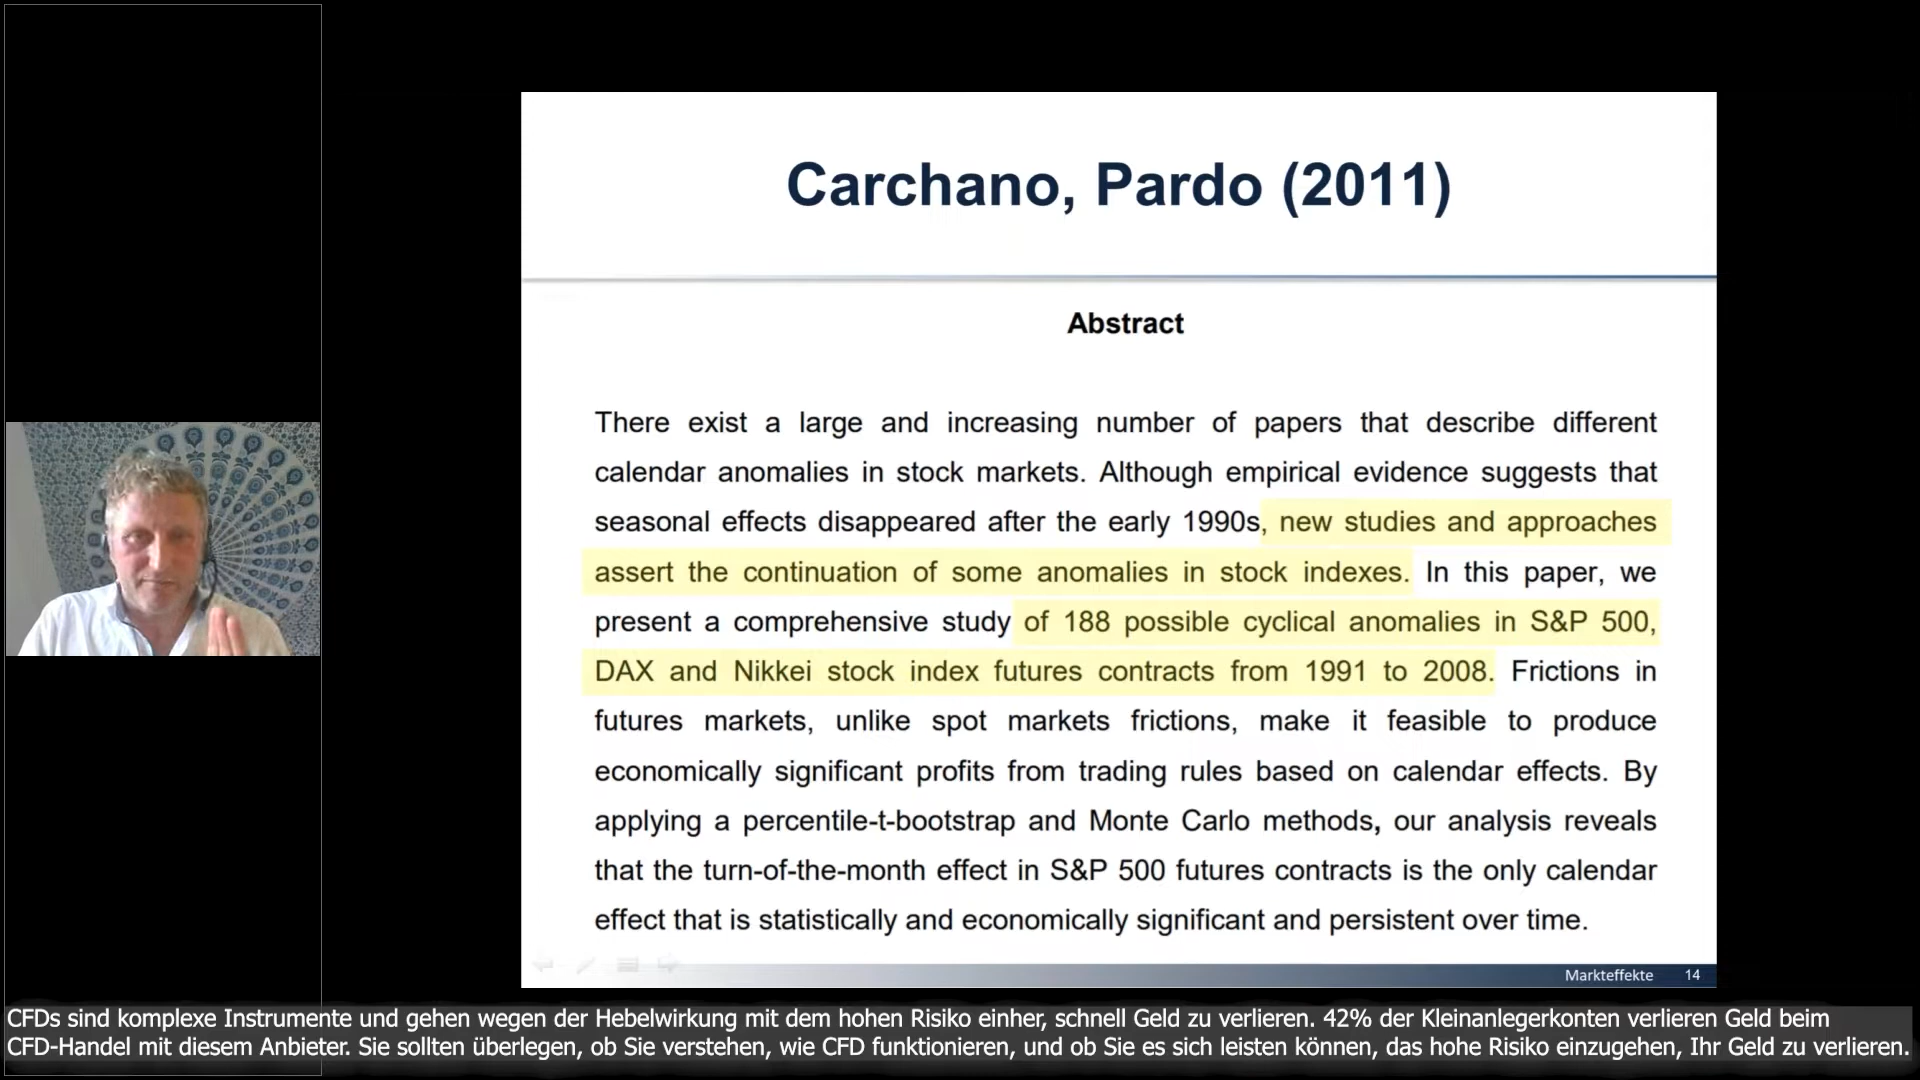 Carchano, Pardo (2011)
Abstract
There exist a large and increasing number of papers that describe different
calendar anomalies in stock markets. Although empirical evidence suggests that
seasonal effects disappeared after the early 1990s, new studies and approaches
assert the continuation of some anomalies in stock indexes. In this paper, we
present a comprehensive study of 188 possible cyclical anomalies in S&P 500,
DAX and Nikkei stock index futures contracts from 1991 to 2008. Frictions in
futures markets, unlike spot markets frictions, make it feasible to produce
economically significant profits from trading rules based on calendar effects. By
applying a percentile-t-bootstrap and Monte Carlo methods, our analysis reveals
that the turn-of-the-month effect in S&P 500 futures contracts is the only calendar
effect that is statistically and economically significant and persistent over time.
Markteffekte 14
CFDs sind komplexe Instrumente und gehen wegen der Hebelwirkung mit dem hohen Risiko einher, schnell Geld zu verlieren. 42% der Kleinanlegerkonten verlieren Geld beim
CFD-Handel mit diesem Anbieter. Sie sollten überlegen, ob Sie verstehen, wie CFD funktionieren, und ob Sie es sich leisten können, das hohe Risiko einzugehen, Ihr Geld zu verlieren.